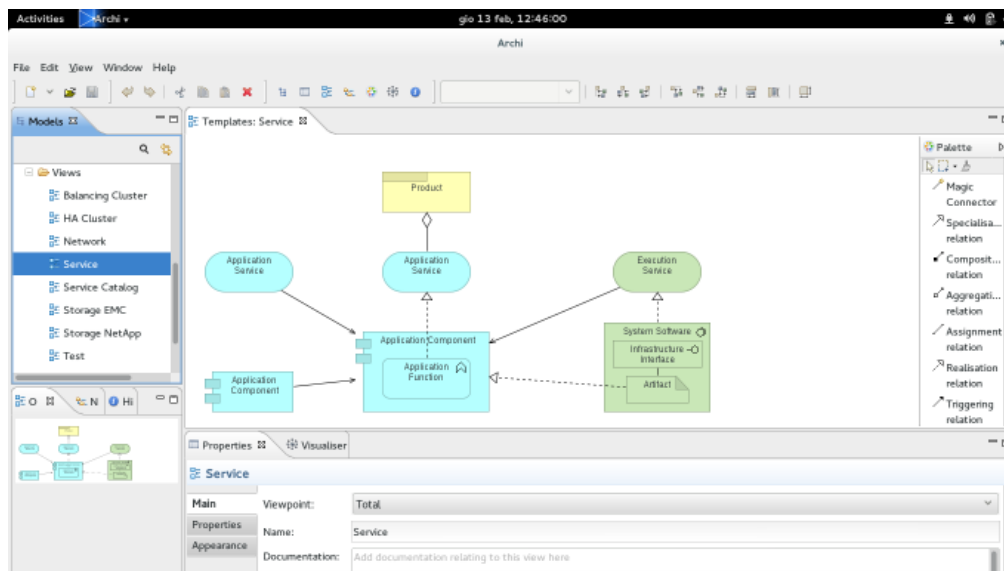 Activities Archi gio 13 feb, 12:46:00
Archi
File Edit View Window Help
Models
Views
Balancing Cluster
HA Cluster
Network
Service
Service Catalog
Storage EMC
Storage NetApp
Test
O N Hi
Templates: Service
Product
Application
Service
Application
Service
Execution
Service
Application Component
Application
Function
Application
Component
System Software
Infrastructure
Interface
Artifact
Palette
Magic
Connector
Specialisa...
relation
Composit...
relation
Aggregati...
relation
Assignment
relation
Realisation
relation
Triggering
relation
Properties Visualiser
Service
Main
Properties
Appearance
Viewpoint: Total
Name: Service
Documentation: Add documentation relating to this view here